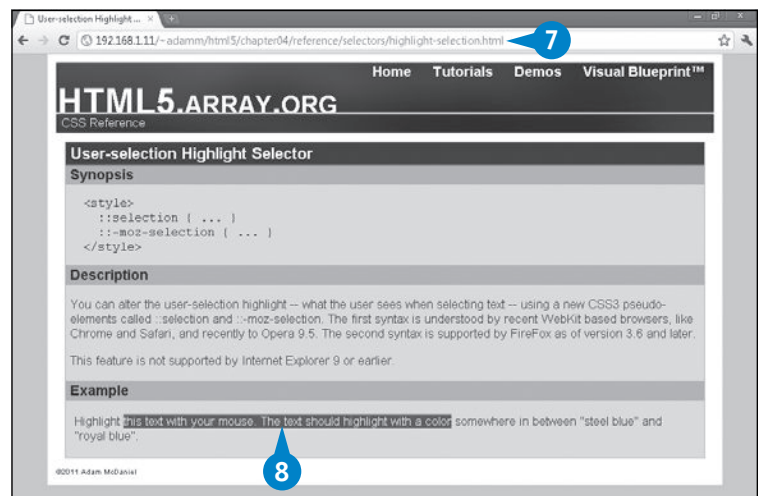 User-selection Highlight ...
192.168.1.11/~adamm/html5/chapter04/reference/selectors/highlight-selection.html
7
Home Tutorials Demos Visual Blueprint™
HTML5.ARRAY.ORG
CSS Reference
User-selection Highlight Selector
Synopsis
<style>
::selection { ... }
::-moz-selection { ... }
</style>
Description
You can alter the user-selection highlight -- what the user sees when selecting text -- using a new CSS3 pseudo-
elements called ::selection and ::-moz-selection. The first syntax is understood by recent WebKit based browsers, like
Chrome and Safari, and recently to Opera 9.5. The second syntax is supported by FireFox as of version 3.6 and later.
This feature is not supported by Internet Explorer 9 or earlier.
Example
Highlight this text with your mouse. The text should highlight with a color somewhere in between "steel blue" and
"royal blue".
8
©2011 Adam McDaniel